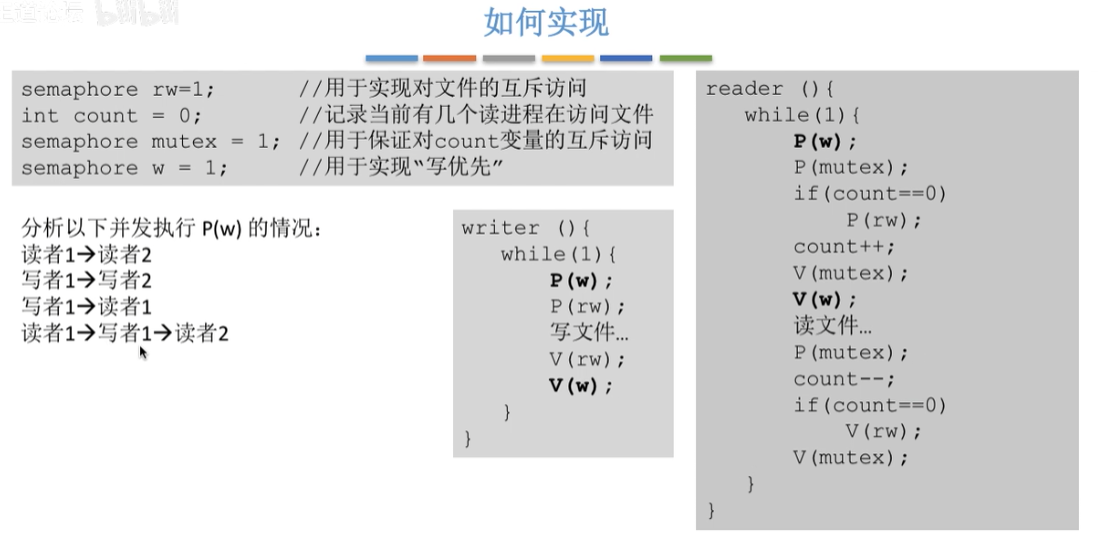 如何实现
semaphore rw=1; //用于实现对文件的互斥访问
int count = 0; //记录当前有几个读进程在访问文件
semaphore mutex = 1; //用于保证对count变量的互斥访问
semaphore w = 1; //用于实现“写优先”
分析以下并发执行 P(w) 的情况：
读者1→读者2
写者1→写者2
写者1→读者1
读者1→写者1→读者2
writer (){
while(1){
P(w);
P(rw);
写文件…
V(rw);
V(w);
}
}
reader (){
while(1){
P(w);
P(mutex);
if(count==0)
P(rw);
count++;
V(mutex);
V(w);
读文件…
P(mutex);
count--;
if(count==0)
V(rw);
V(mutex);
}
}